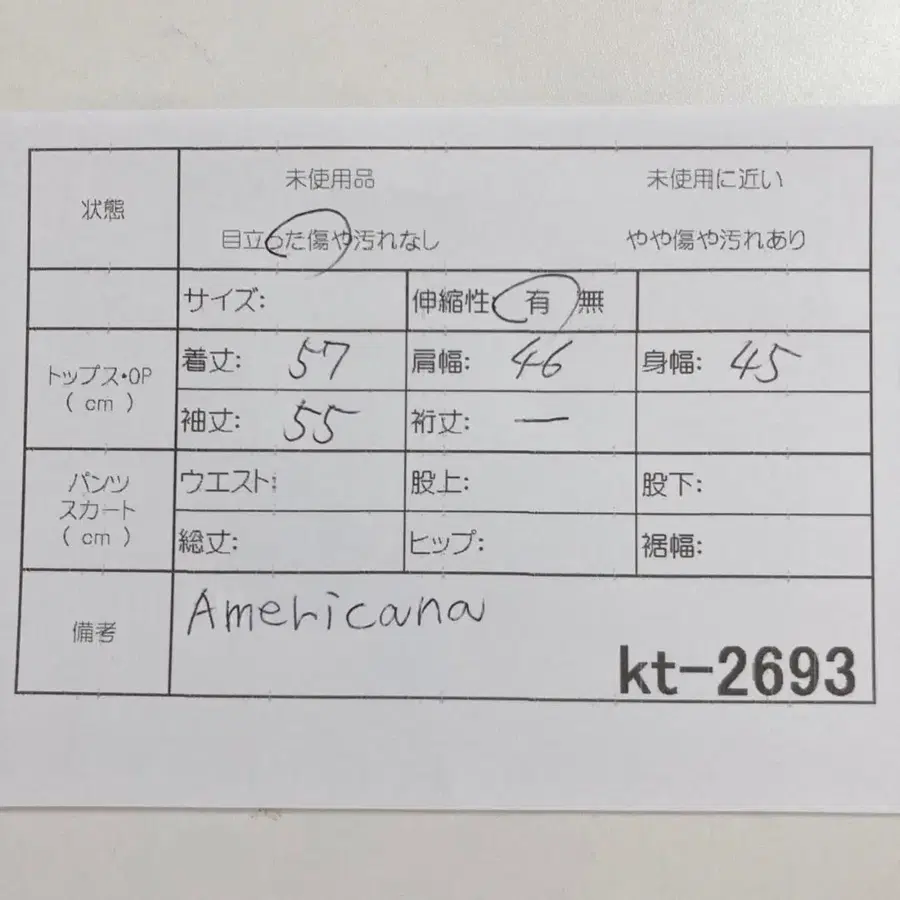 状態
未使用品 未使用に近い
目立った傷や汚れなし やや傷や汚れあり
サイズ: 伸縮性: 有 無
トップス・OP
( cm )
着丈: 57 肩幅: 46 身幅: 45
袖丈: 55 裄丈: —
パンツ
スカート
( cm )
ウエスト: 股上: 股下:
総丈: ヒップ: 裾幅:
備考
Americana
kt-2693